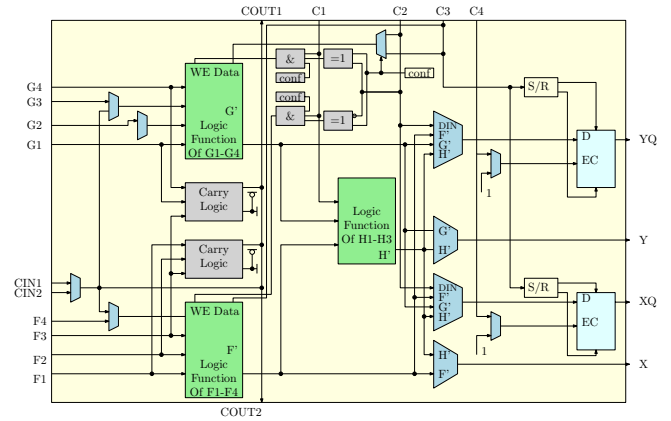 COUT1 C1 C2 C3 C4
WE Data & =1
conf conf
G4 S/R
G3 conf
G2 G' & =1 DIN
G1 Logic F' D YQ
Function G'
Of G1-G4 H' EC
1
Carry
Logic Logic
Function G' Y
Of H1-H3
Carry H' H'
Logic
CIN1 DIN S/R
CIN2 F' D XQ
WE Data G'
F4 H' EC
F3
F2 F' H' 1
Logic F' X
F1 Function
Of F1-F4
COUT2